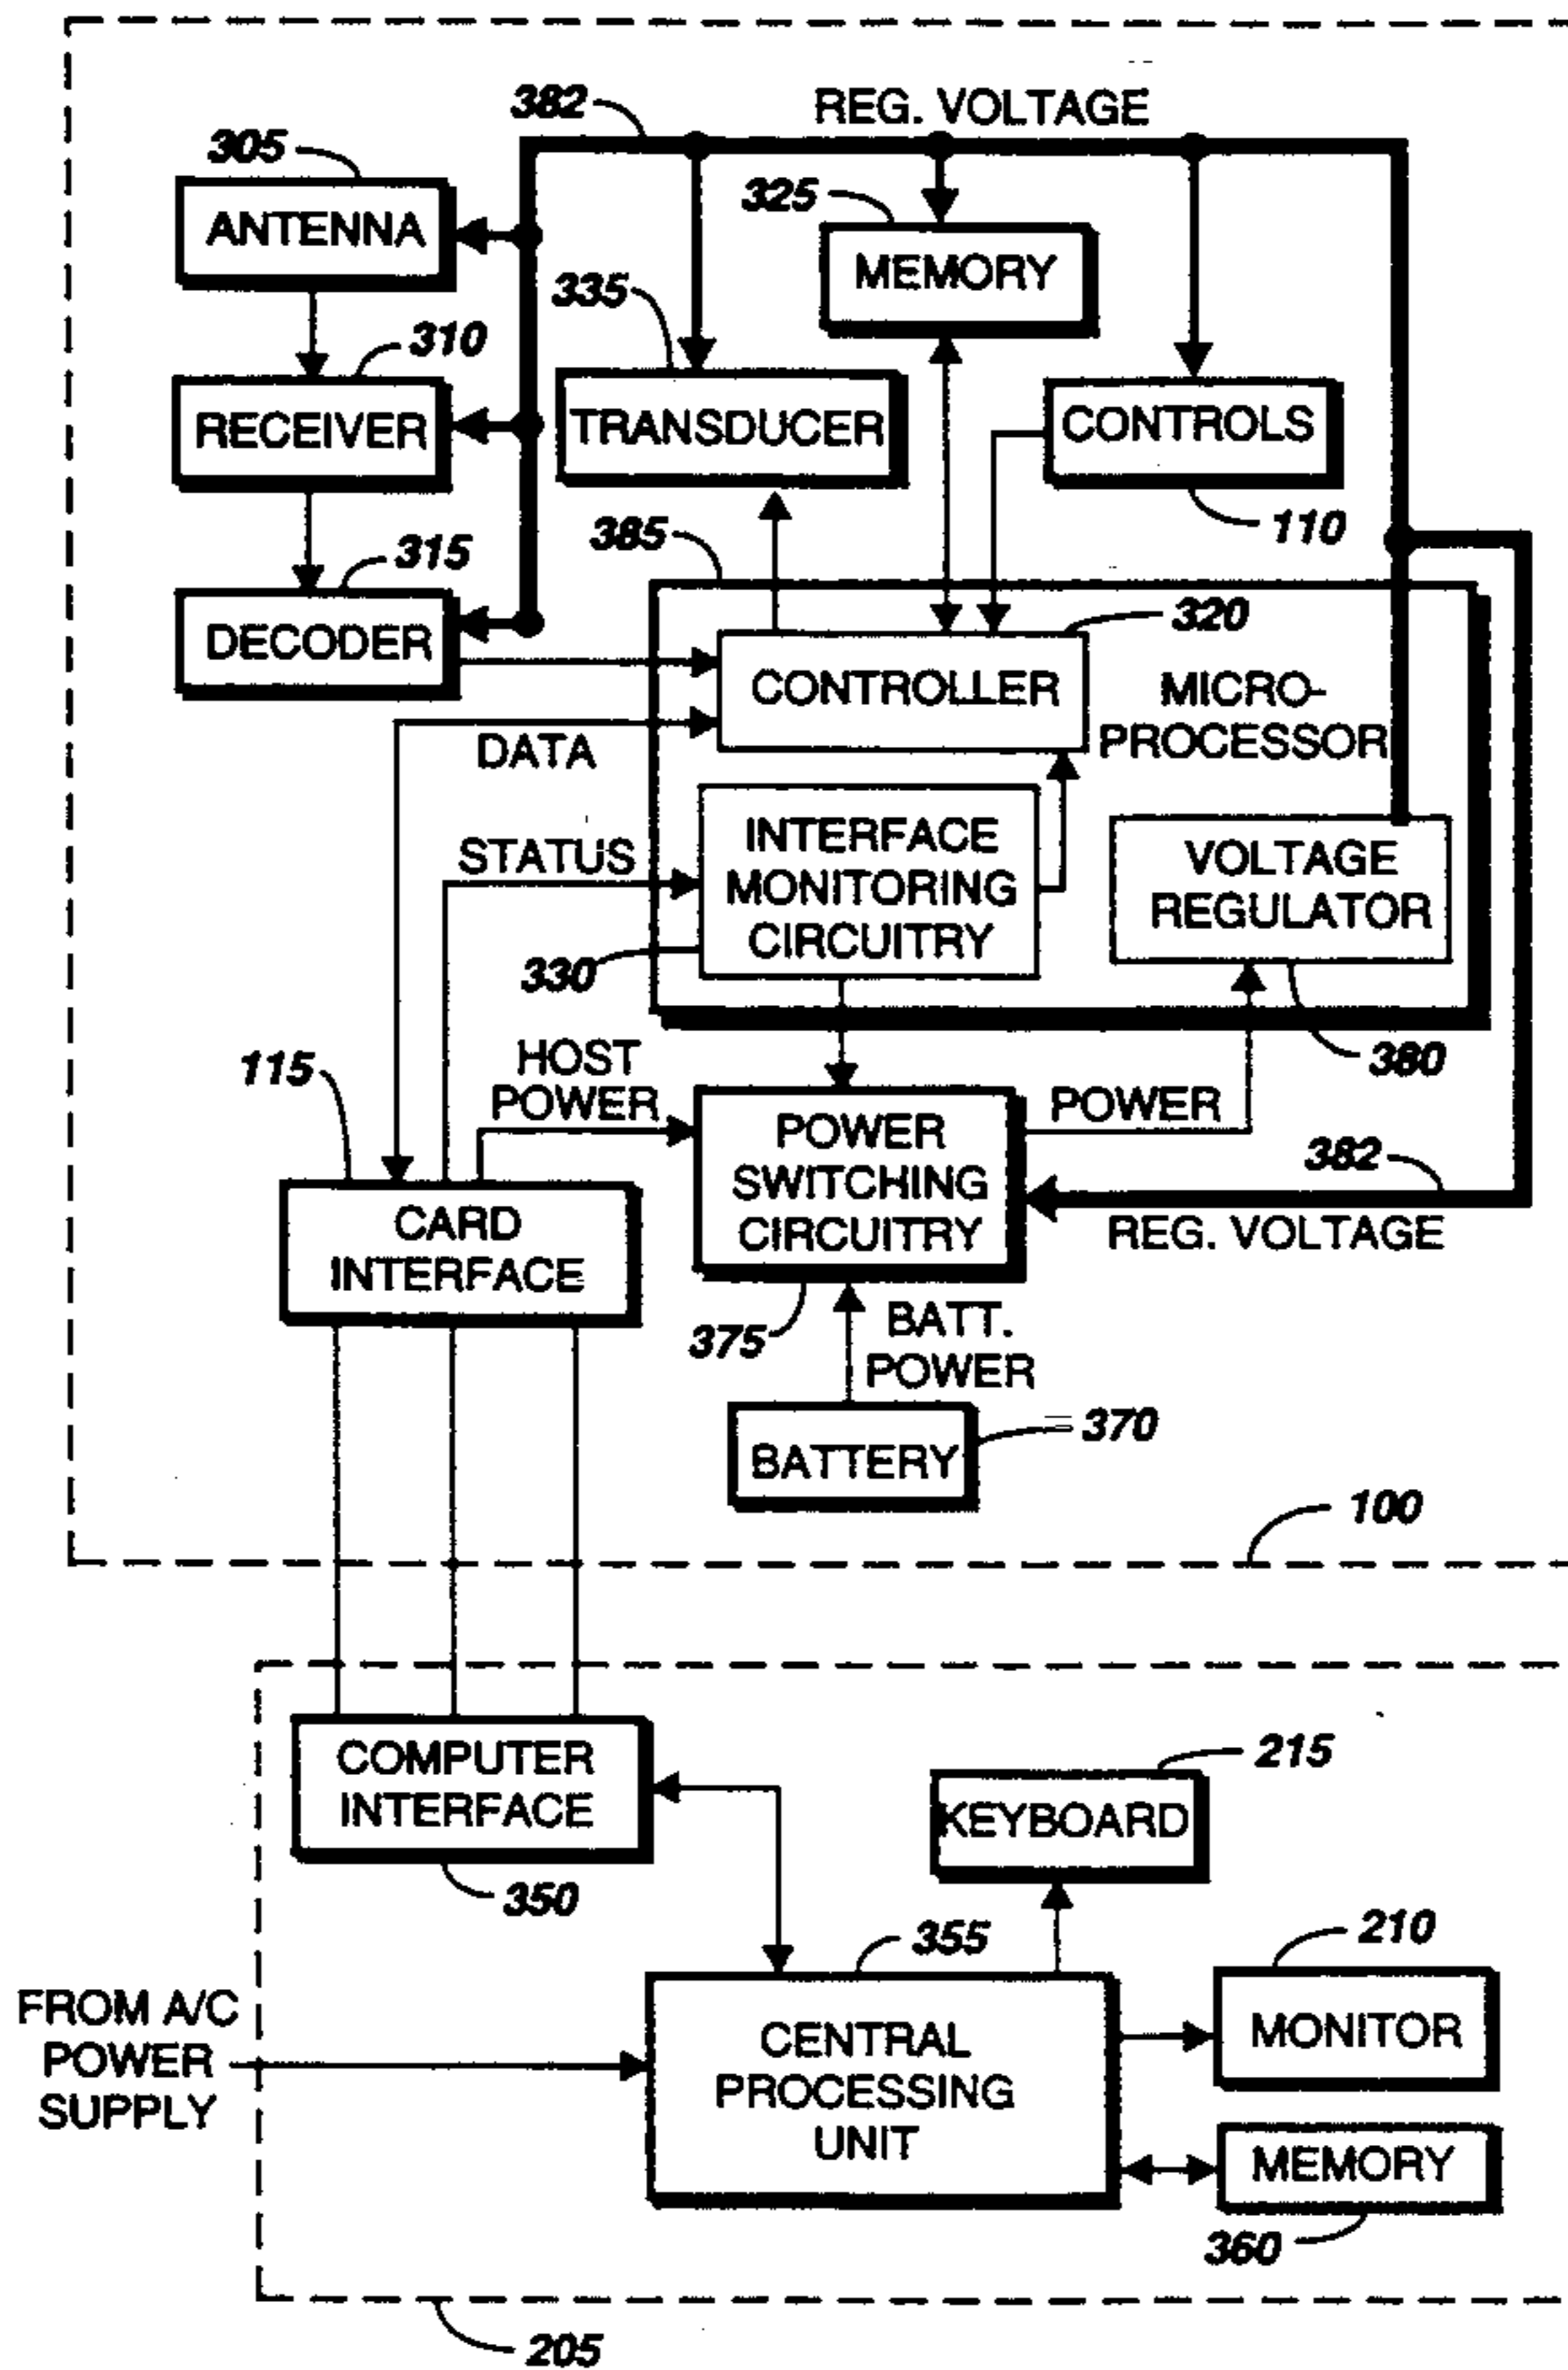 382
REG. VOLTAGE
305
ANTENNA
325
MEMORY
335
310
RECEIVER
TRANSDUCER
CONTROLS
110
385
315
DECODER
320
CONTROLLER
MICRO-
PROCESSOR
DATA
INTERFACE
MONITORING
CIRCUITRY
VOLTAGE
REGULATOR
STATUS
330
380
HOST
POWER
115
POWER
SWITCHING
CIRCUITRY
POWER
382
REG. VOLTAGE
CARD
INTERFACE
375
BATT.
POWER
BATTERY
370
100
COMPUTER
INTERFACE
350
215
KEYBOARD
355
210
MONITOR
FROM A/C
POWER
SUPPLY
CENTRAL
PROCESSING
UNIT
MEMORY
360
205